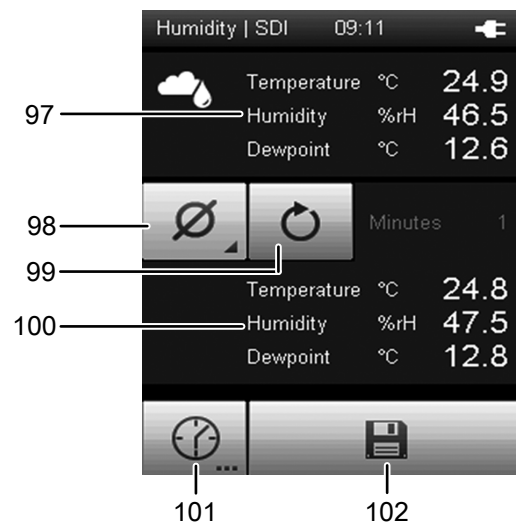 Humidity | SDI 09:11
Temperature °C 24.9
97 Humidity %rH 46.5
Dewpoint °C 12.6
98 Ø Minutes 1
99
Temperature °C 24.8
100 Humidity %rH 47.5
Dewpoint °C 12.8
...
101 102